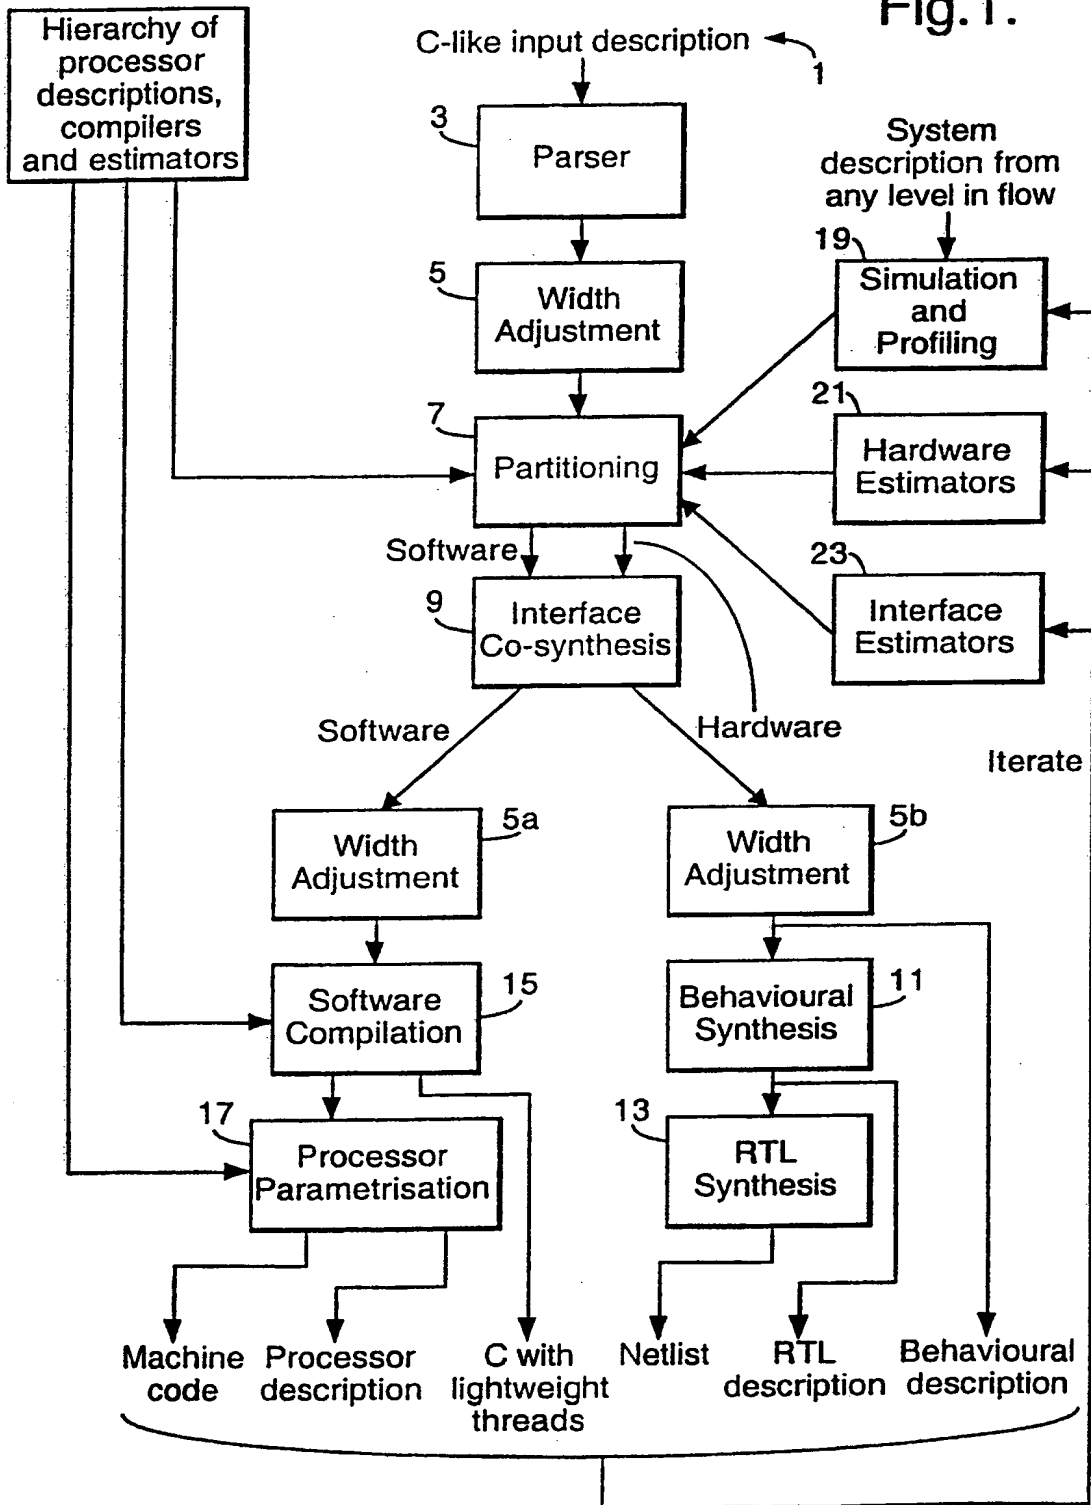 Fig.1.
Hierarchy of
processor
descriptions,
compilers
and estimators
C-like input description
1
3
Parser
System
description from
any level in flow
5
Width
Adjustment
19
Simulation
and
Profiling
7
Partitioning
21
Hardware
Estimators
Software
9
Interface
Co-synthesis
23
Interface
Estimators
Software
Hardware
Iterate
5a
Width
Adjustment
5b
Width
Adjustment
15
Software
Compilation
11
Behavioural
Synthesis
17
Processor
Parametrisation
13
RTL
Synthesis
Machine
code
Processor
description
C with
lightweight
threads
Netlist
RTL
description
Behavioural
description